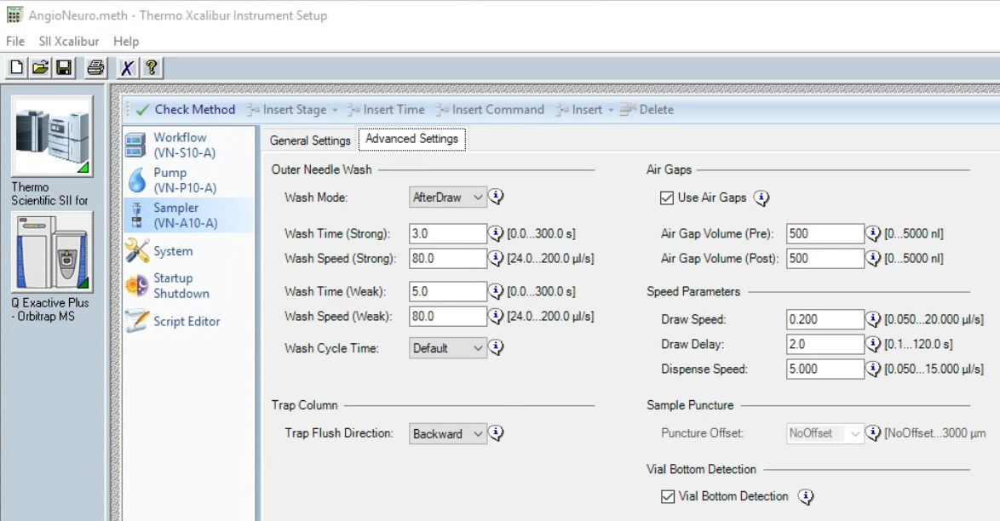 AngioNeuro.meth - Thermo Xcalibur Instrument Setup
File SII Xcalibur Help
X ?
Check Method Insert Stage Insert Time Insert Command Insert Delete
Thermo
Scientific SII for
Q Exactive Plus
- Orbitrap MS
Workflow
(VN-S10-A)
Pump
(VN-P10-A)
Sampler
(VN-A10-A)
System
Startup
Shutdown
Script Editor
General Settings Advanced Settings
Outer Needle Wash
Wash Mode: AfterDraw
Wash Time (Strong): 3.0 [0.0...300.0 s]
Wash Speed (Strong): 80.0 [24.0...200.0 µl/s]
Wash Time (Weak): 5.0 [0.0...300.0 s]
Wash Speed (Weak): 80.0 [24.0...200.0 µl/s]
Wash Cycle Time: Default
Trap Column
Trap Flush Direction: Backward
Air Gaps
Use Air Gaps
Air Gap Volume (Pre): 500 [0...5000 nl]
Air Gap Volume (Post): 500 [0...5000 nl]
Speed Parameters
Draw Speed: 0.200 [0.050...20.000 µl/s]
Draw Delay: 2.0 [0.1...120.0 s]
Dispense Speed: 5.000 [0.050...15.000 µl/s]
Sample Puncture
Puncture Offset: NoOffset [NoOffset...3000 µm
Vial Bottom Detection
Vial Bottom Detection